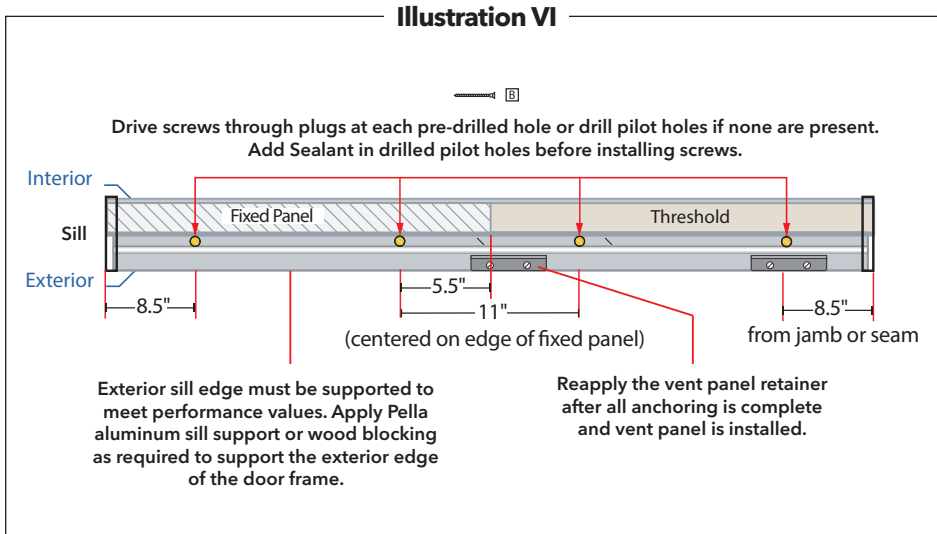 Illustration VI
B
Drive screws through plugs at each pre-drilled hole or drill pilot holes if none are present.
Add Sealant in drilled pilot holes before installing screws.
Interior
Fixed Panel
Threshold
Sill
Exterior
5.5"
8.5"
11"
8.5"
(centered on edge of fixed panel)
from jamb or seam
Exterior sill edge must be supported to
meet performance values. Apply Pella
aluminum sill support or wood blocking
as required to support the exterior edge
of the door frame.
Reapply the vent panel retainer
after all anchoring is complete
and vent panel is installed.